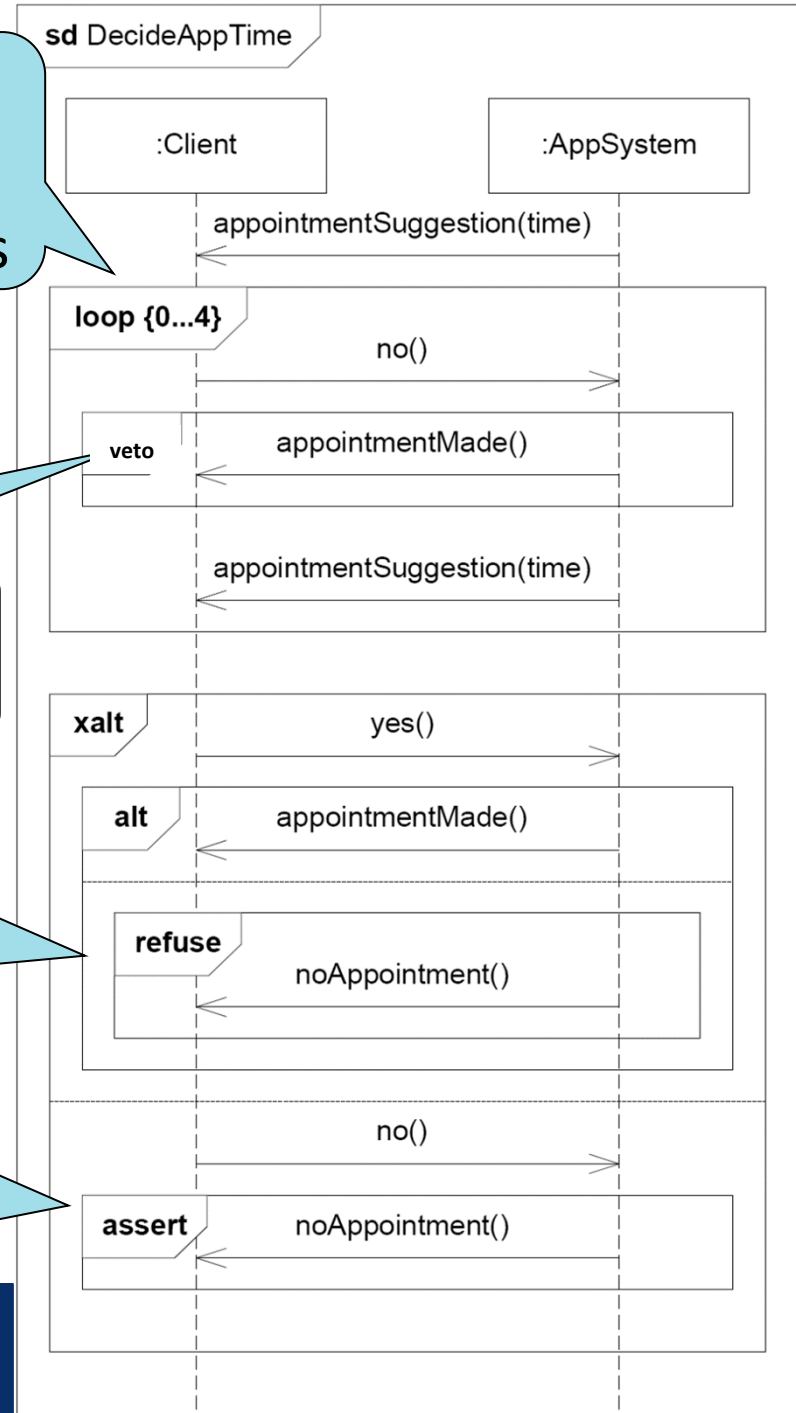 sd DecideAppTime
:Client
:AppSystem
appointmentSuggestion(time)
s
loop {0...4}
no()
veto
appointmentMade()
appointmentSuggestion(time)
xalt
yes()
alt
appointmentMade()
refuse
noAppointment()
no()
assert
noAppointment()